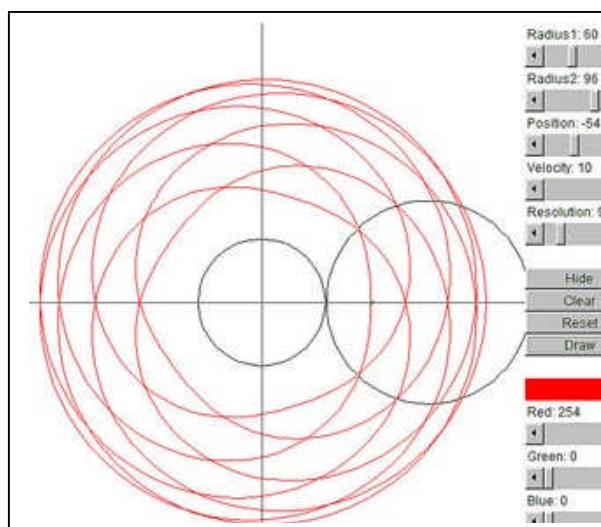 Radius1: 60
Radius2: 96
Position: -54
Velocity: 10
Resolution:
Hide
Clear
Reset
Draw
Red: 254
Green: 0
Blue: 0